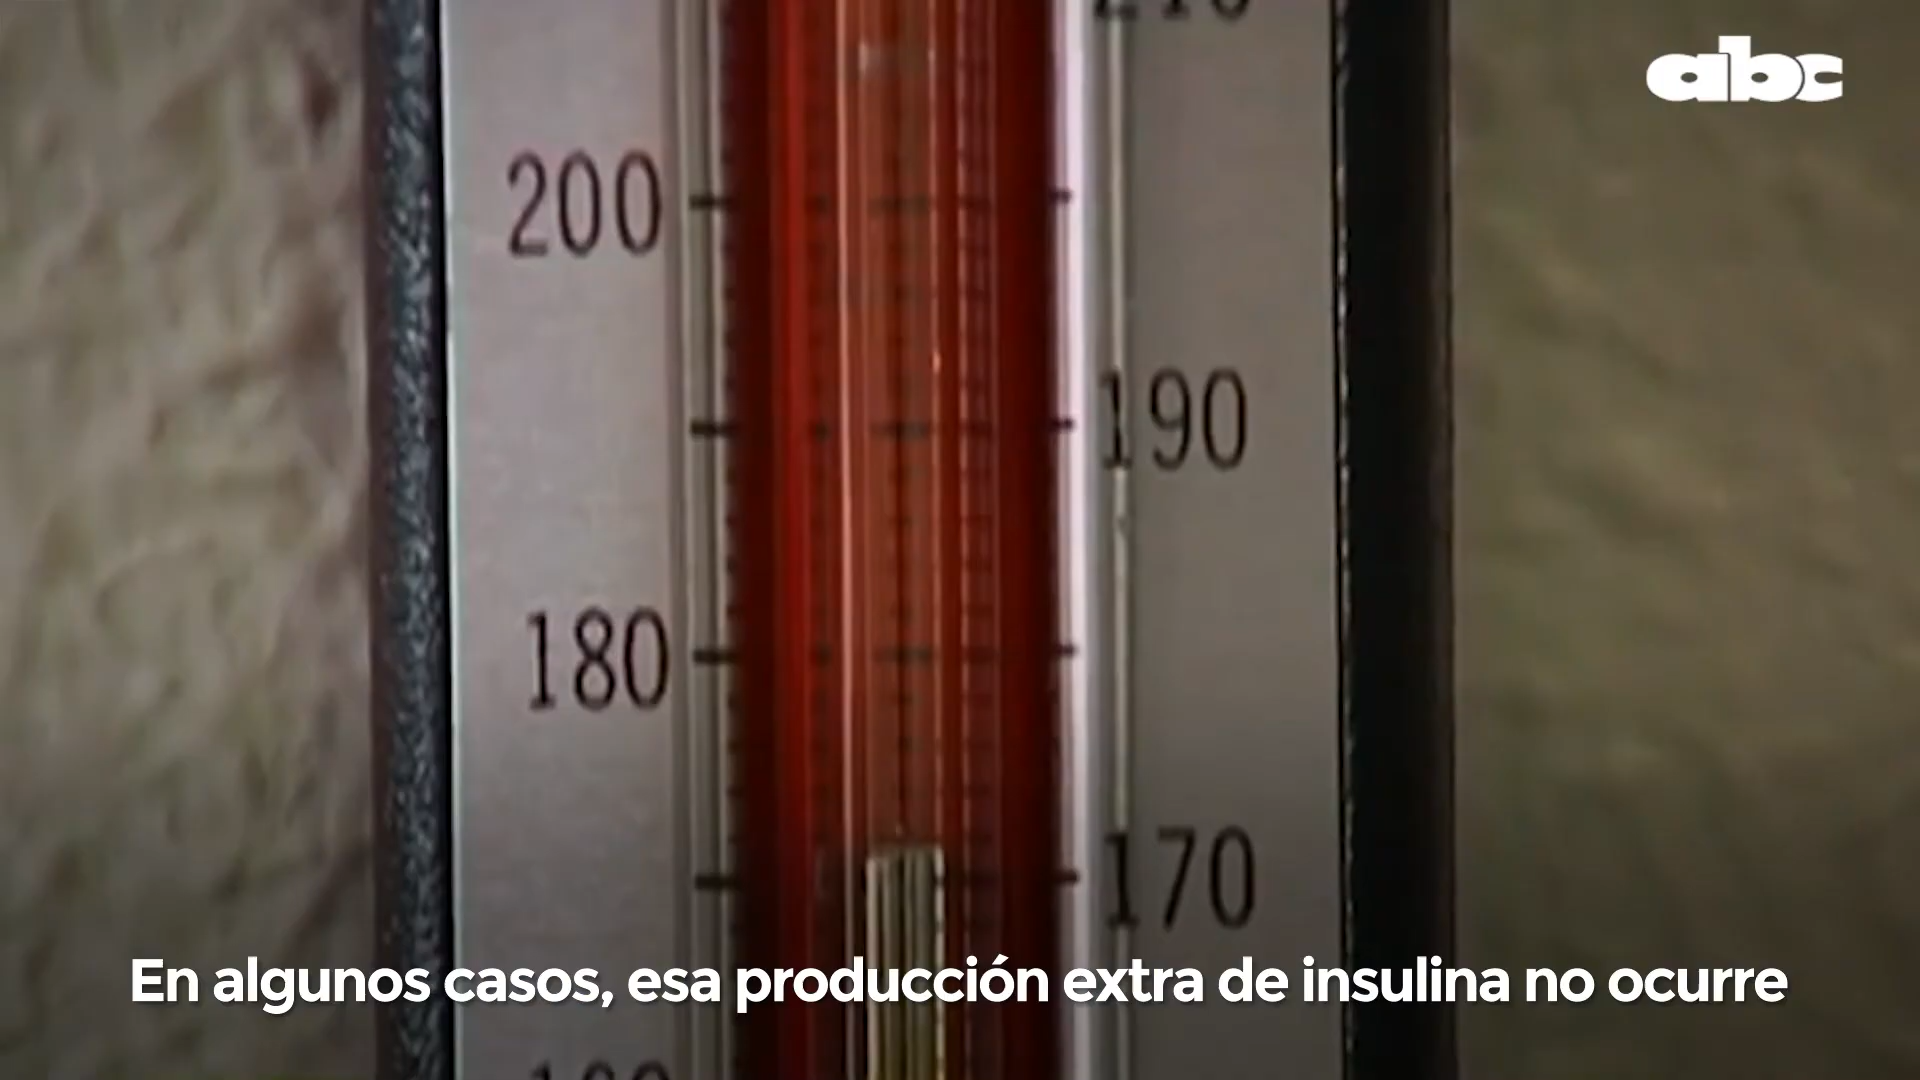 abc
200
190
180
170
En algunos casos, esa producción extra de insulina no ocurre